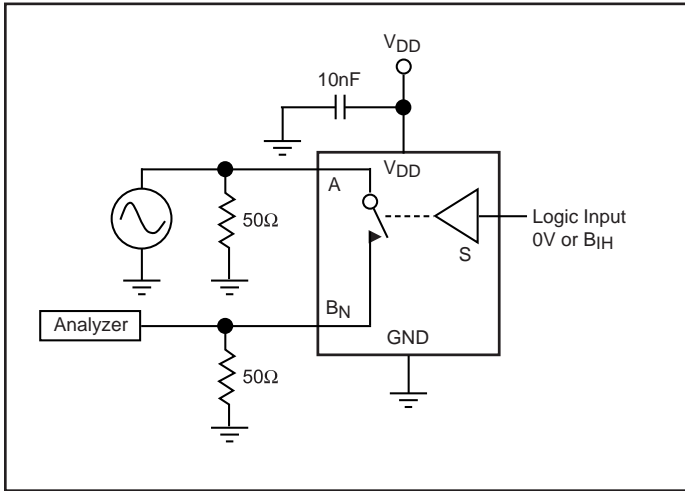 VDD
10nF
VDD
A
50Ω
Logic Input
0V or BIH
S
BN
Analyzer
GND
50Ω